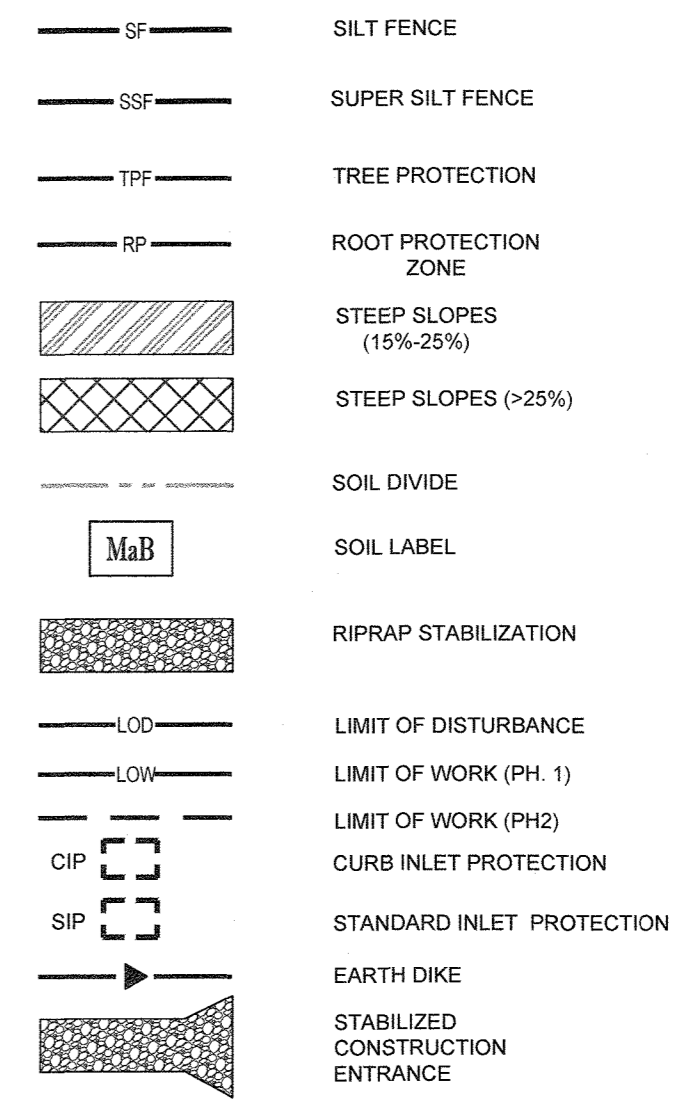 SF SILT FENCE
SSF SUPER SILT FENCE
TPF TREE PROTECTION
RP ROOT PROTECTION
ZONE
STEEP SLOPES
(15%-25%)
STEEP SLOPES (>25%)
SOIL DIVIDE
MaB SOIL LABEL
RIPRAP STABILIZATION
LOD LIMIT OF DISTURBANCE
LOW LIMIT OF WORK (PH. 1)
LIMIT OF WORK (PH2)
CIP CURB INLET PROTECTION
SIP STANDARD INLET PROTECTION
EARTH DIKE
STABILIZED
CONSTRUCTION
ENTRANCE